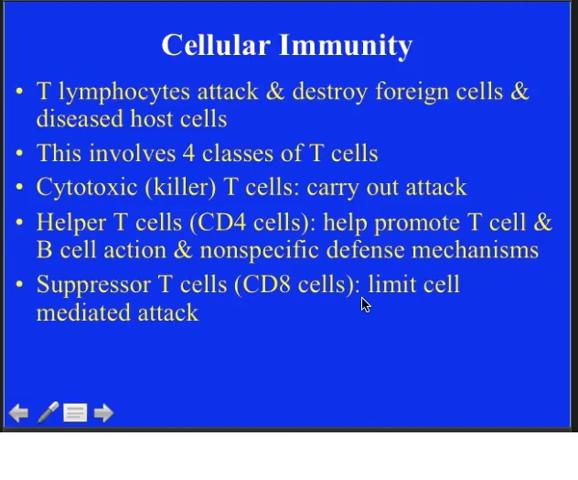 Cellular Immunity
• T lymphocytes attack & destroy foreign cells &
diseased host cells
• This involves 4 classes of T cells
• Cytotoxic (killer) T cells: carry out attack
• Helper T cells (CD4 cells): help promote T cell &
B cell action & nonspecific defense mechanisms
• Suppressor T cells (CD8 cells): limit cell
mediated attack